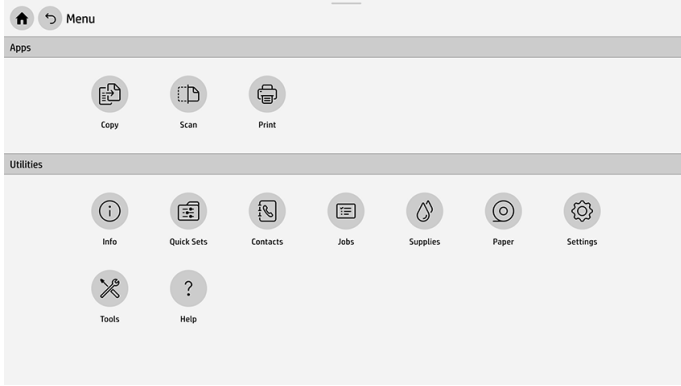 Menu
Apps
Copy Scan Print
Utilities
Info Quick Sets Contacts Jobs Supplies Paper Settings
Tools Help